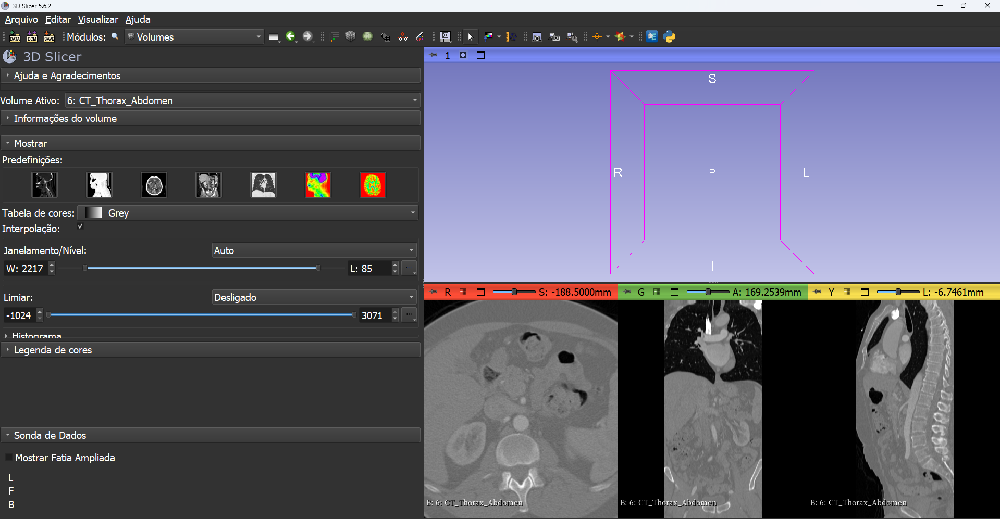 3D Slicer 5.6.2
Arquivo Editar Visualizar Ajuda
DATA DCM SAVE Módulos: Volumes
3D Slicer
Ajuda e Agradecimentos
Volume Ativo: 6: CT_Thorax_Abdomen
Informações do volume
Mostrar
Predefinições:
Tabela de cores: Grey
Interpolação:
Janelamento/Nível: Auto
W: 2217 L: 85
Limiar: Desligado
-1024 3071
Histograma
Legenda de cores
Sonda de Dados
Mostrar Fatia Ampliada
L
F
B
1
S
R P L
I
R S: -188.5000mm
G A: 169.2539mm
Y L: -6.7461mm
B: 6: CT_Thorax_Abdomen
B: 6: CT_Thorax_Abdomen
B: 6: CT_Thorax_Abdomen